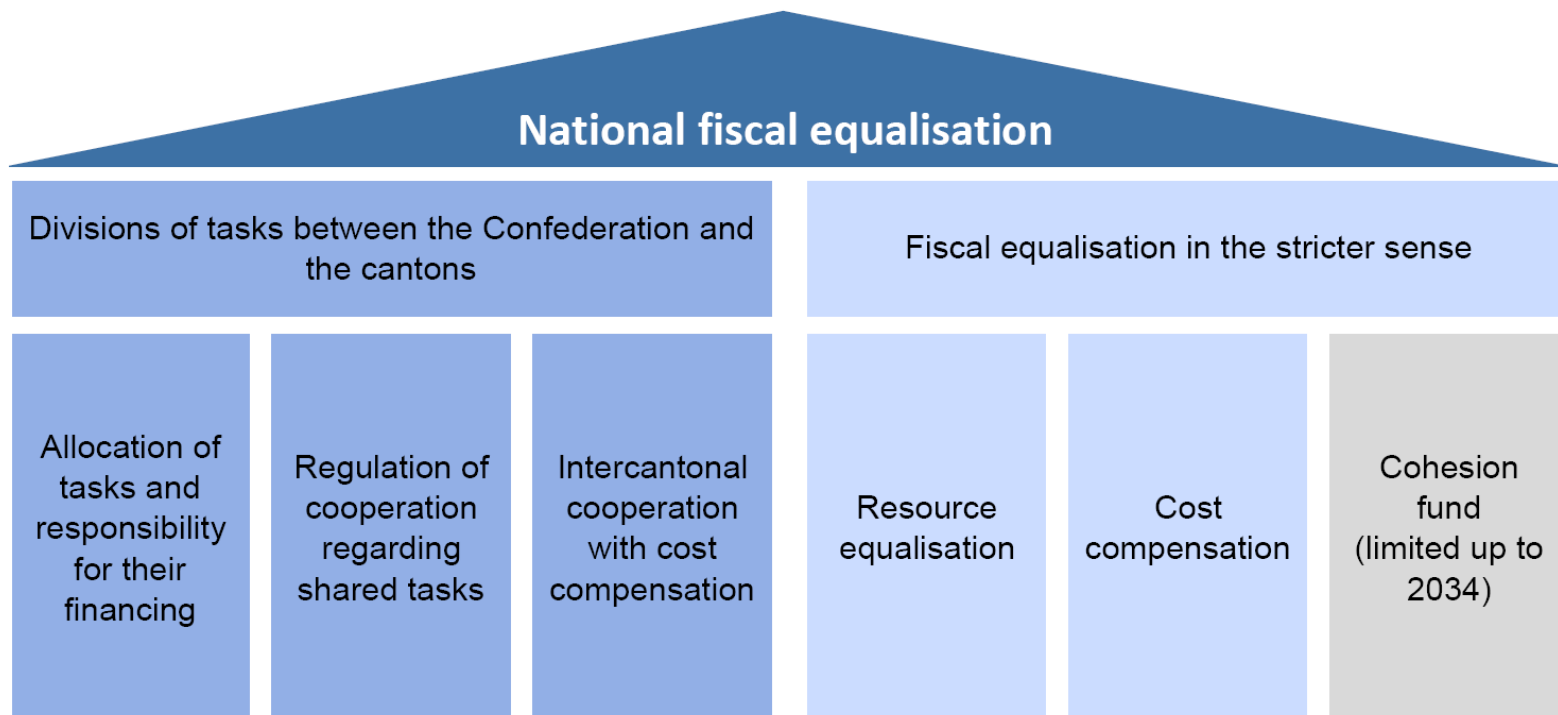 National fiscal equalisation
Divisions of tasks between the Confederation and
the cantons
Fiscal equalisation in the stricter sense
Allocation of
tasks and
responsibility
for their
financing
Regulation of
cooperation
regarding
shared tasks
Intercantonal
cooperation
with cost
compensation
Resource
equalisation
Cost
compensation
Cohesion
fund
(limited up to
2034)